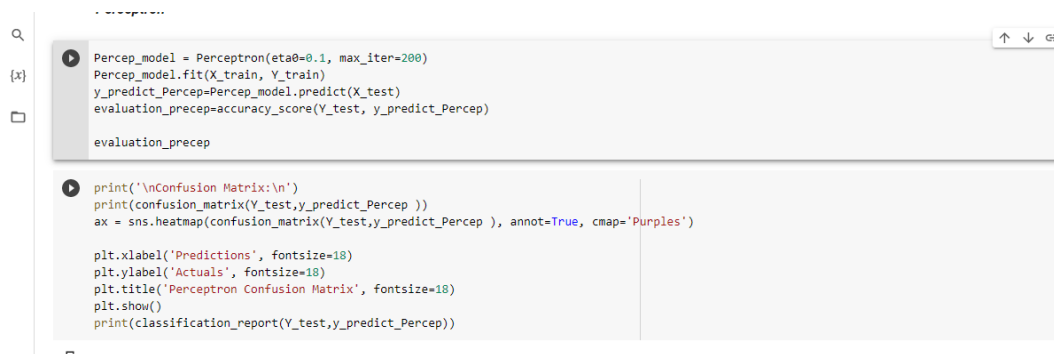 Perceptron
{x}
Percep_model = Perceptron(eta0=0.1, max_iter=200)
Percep_model.fit(X_train, Y_train)
y_predict_Percep=Percep_model.predict(X_test)
evaluation_precep=accuracy_score(Y_test, y_predict_Percep)
evaluation_precep
print('\nConfusion Matrix:\n')
print(confusion_matrix(Y_test,y_predict_Percep ))
ax = sns.heatmap(confusion_matrix(Y_test,y_predict_Percep ), annot=True, cmap='Purples')
plt.xlabel('Predictions', fontsize=18)
plt.ylabel('Actuals', fontsize=18)
plt.title('Perceptron Confusion Matrix', fontsize=18)
plt.show()
print(classification_report(Y_test,y_predict_Percep))